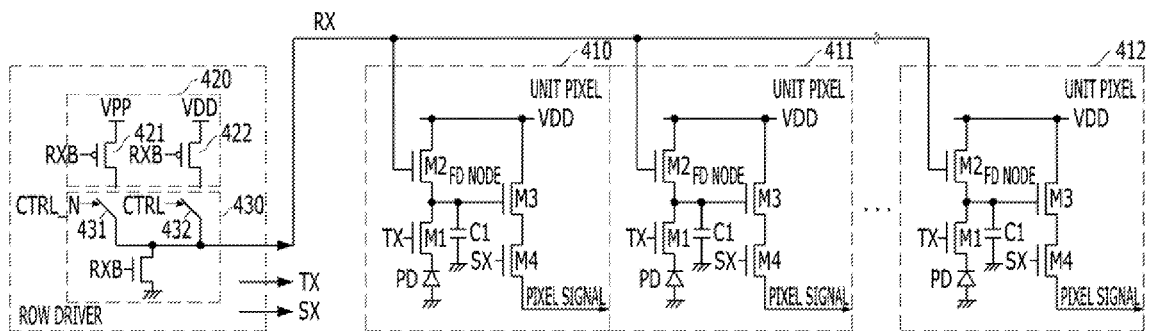 RX
410
411
412
420
VPP VDD
421
422
RXB
RXB
CTRL_N
CTRL
430
431
432
RXB
TX
SX
ROW DRIVER
UNIT PIXEL
VDD
M2
FD NODE
M3
TX
M1
C1
SX
M4
PD
PIXEL SIGNAL
UNIT PIXEL
VDD
M2
FD NODE
M3
TX
M1
C1
SX
M4
PD
PIXEL SIGNAL
...
UNIT PIXEL
VDD
M2
FD NODE
M3
TX
M1
C1
SX
M4
PD
PIXEL SIGNAL